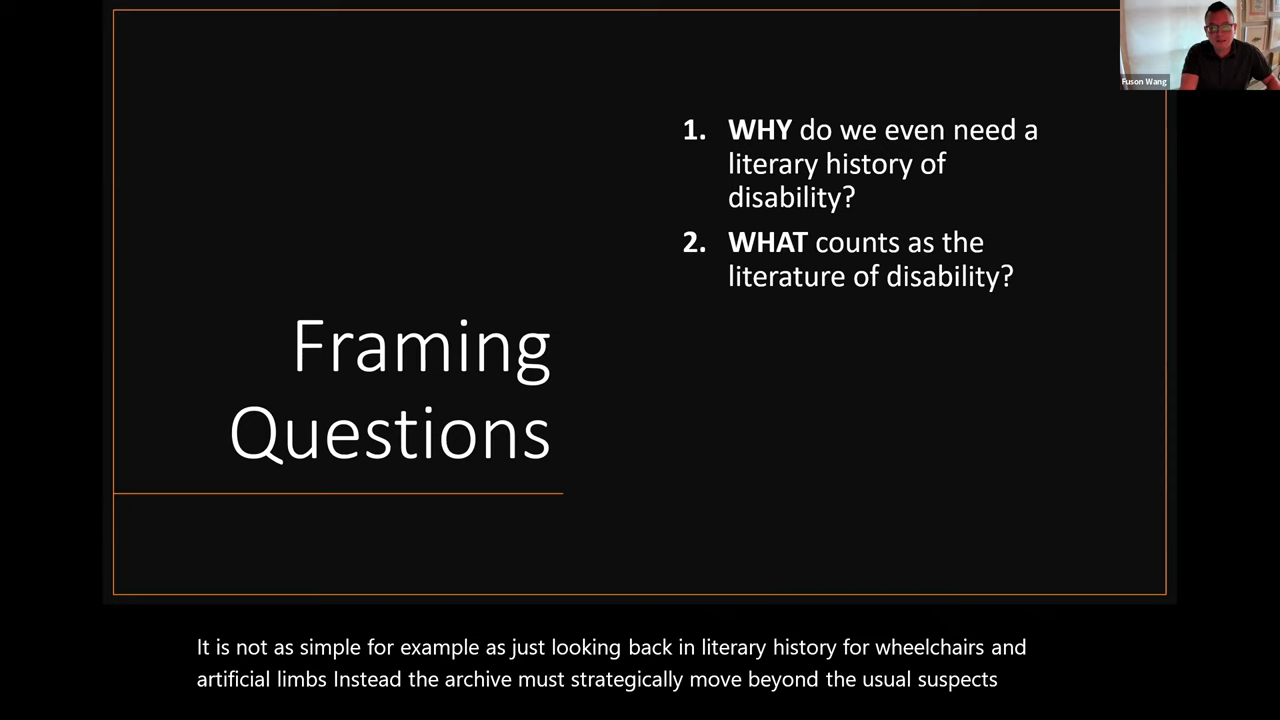 Fuson Wang
1. WHY do we even need a
literary history of
disability?
2. WHAT counts as the
literature of disability?
Framing
Questions
It is not as simple for example as just looking back in literary history for wheelchairs and
artificial limbs Instead the archive must strategically move beyond the usual suspects